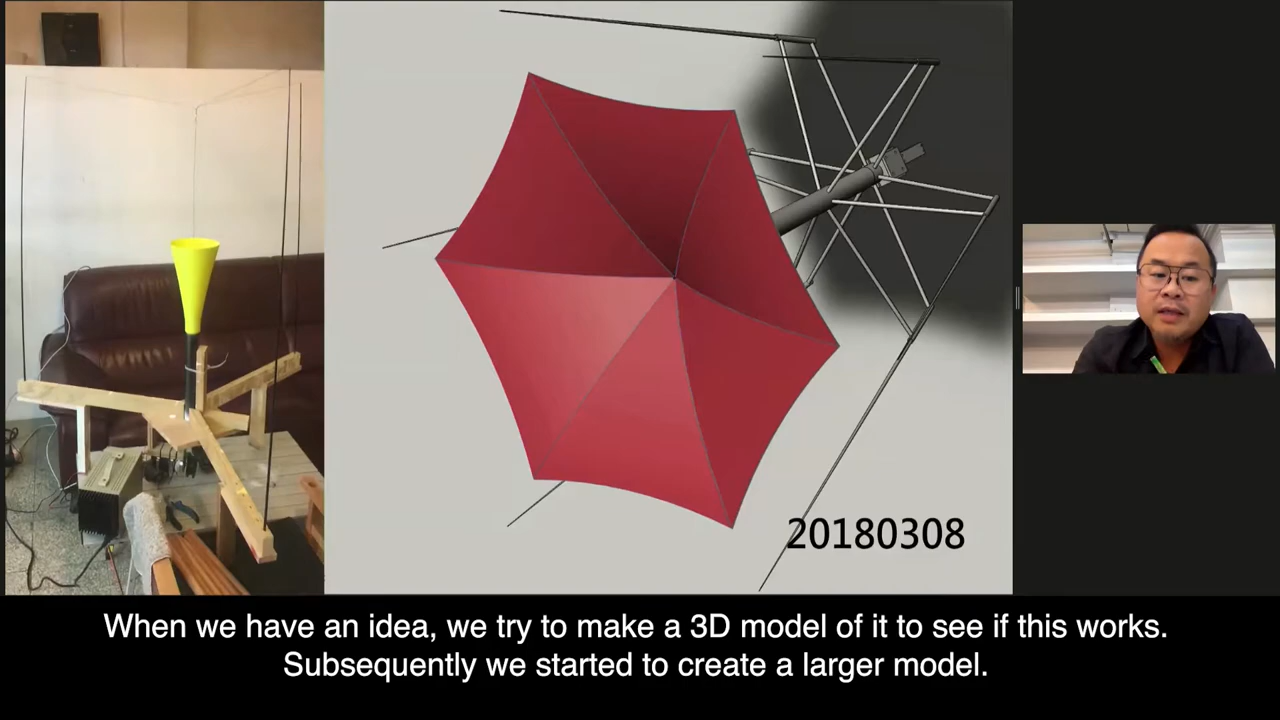 20180308
When we have an idea, we try to make a 3D model of it to see if this works.
Subsequently we started to create a larger model.